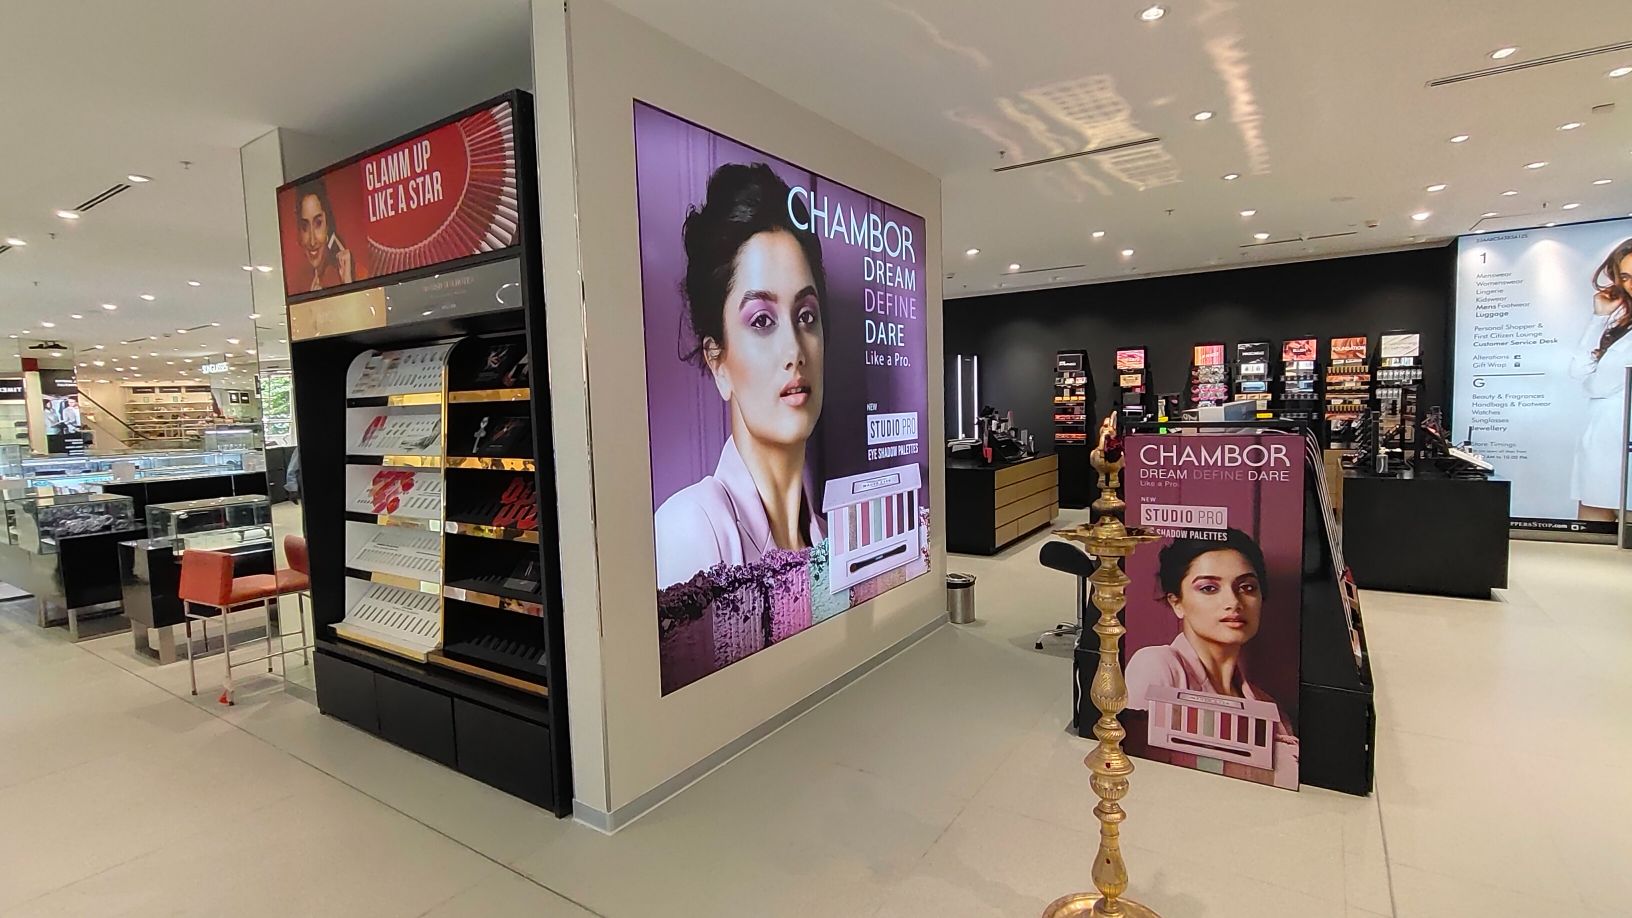 GLAMM UP
LIKE A STAR
CHAMBOR
DREAM
DEFINE
DARE
Like a Pro.
NEW
STUDIO PRO
EYE SHADOW PALETTES
CHAMBOR
DREAM DEFINE DARE
Like a Pro.
NEW
STUDIO PRO
SHADOW PALETTES
FOUNDATION
1
Menswear
Womenswear
Lingerie
Kidswear
Mens Footwear
Luggage
Personal Shopper &
First Citizen Lounge
Customer Service Desk
Alterations
Gift Wrap
G
Beauty & Fragrances
Handbags & Footwear
Watches
Sunglasses
Jewellery
Store Timings